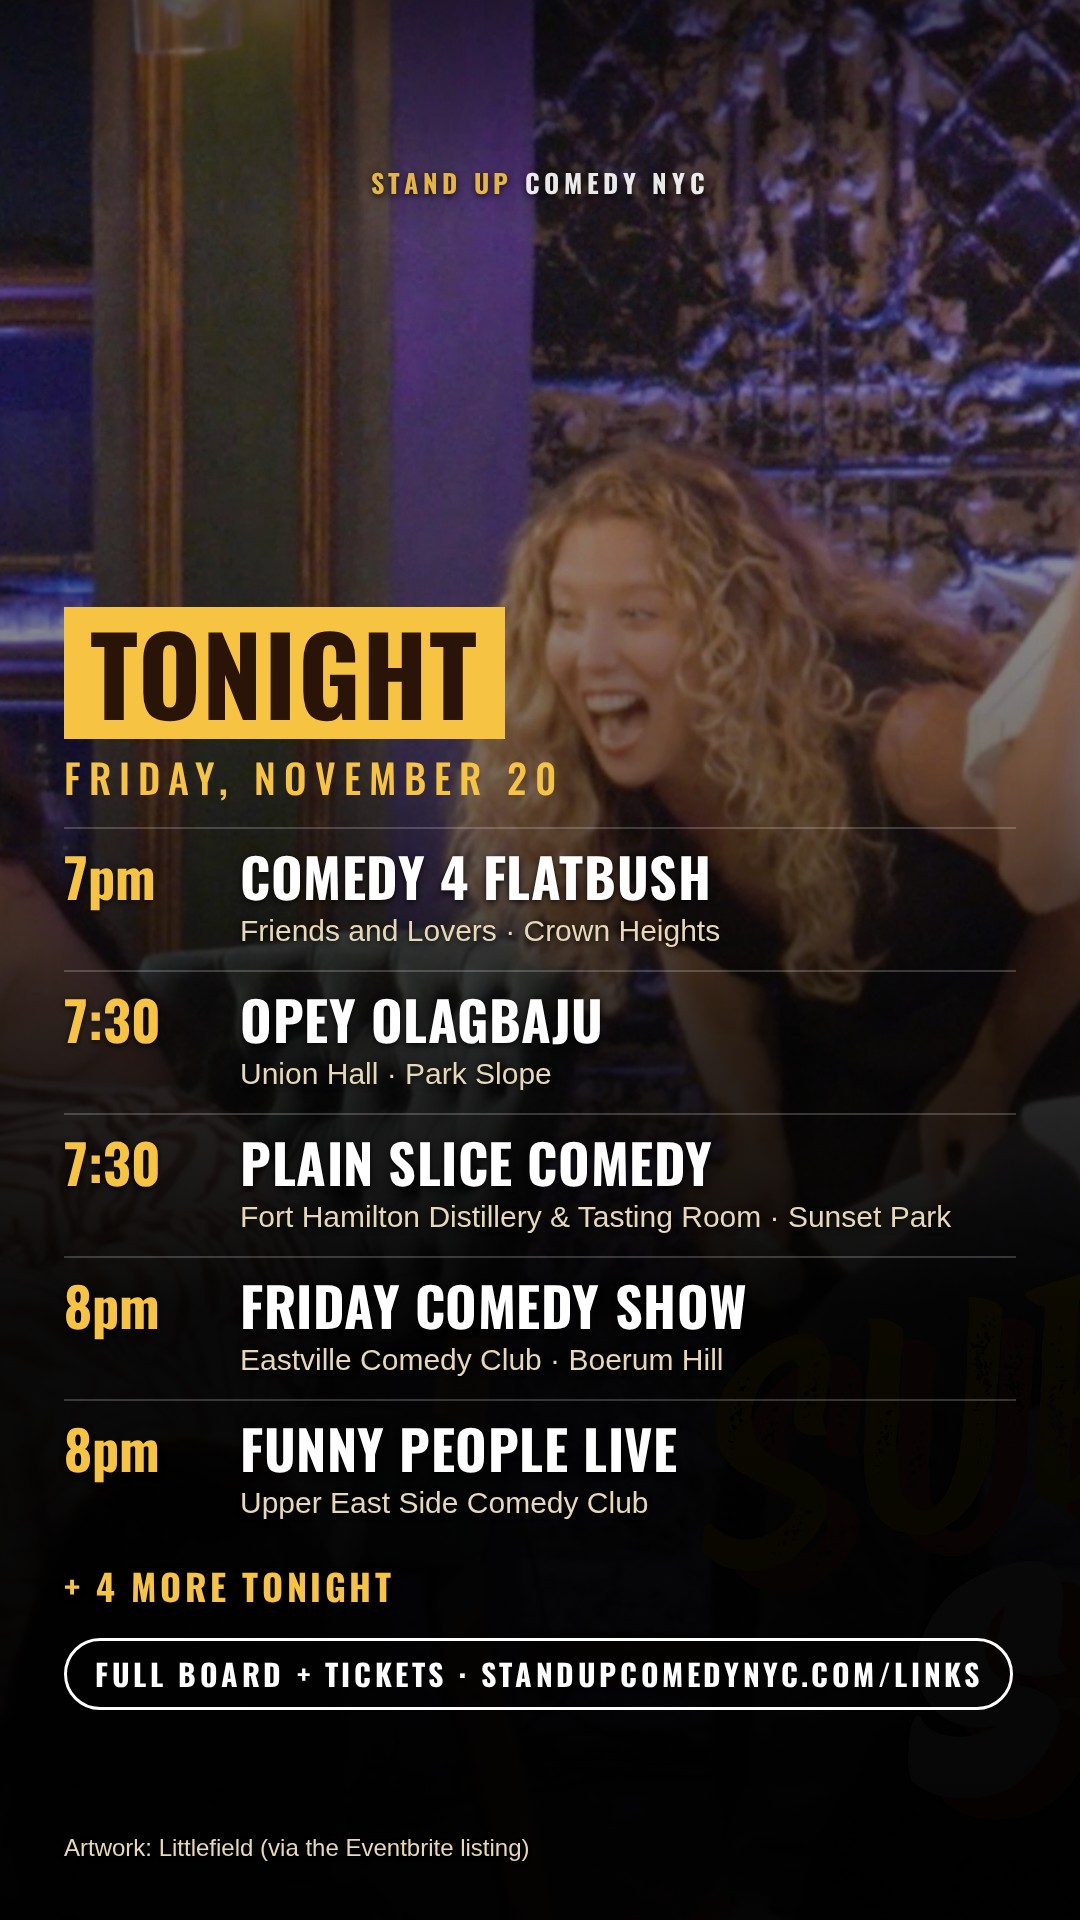 STAND UP COMEDY NYC
TONIGHT
FRIDAY, NOVEMBER 20
7pm COMEDY 4 FLATBUSH
Friends and Lovers · Crown Heights
7:30 OPEY OLAGBAJU
Union Hall · Park Slope
7:30 PLAIN SLICE COMEDY
Fort Hamilton Distillery & Tasting Room · Sunset Park
8pm FRIDAY COMEDY SHOW
Eastville Comedy Club · Boerum Hill
8pm FUNNY PEOPLE LIVE
Upper East Side Comedy Club
+ 4 MORE TONIGHT
FULL BOARD + TICKETS · STANDUPCOMEDYNYC.COM/LINKS
Artwork: Littlefield (via the Eventbrite listing)